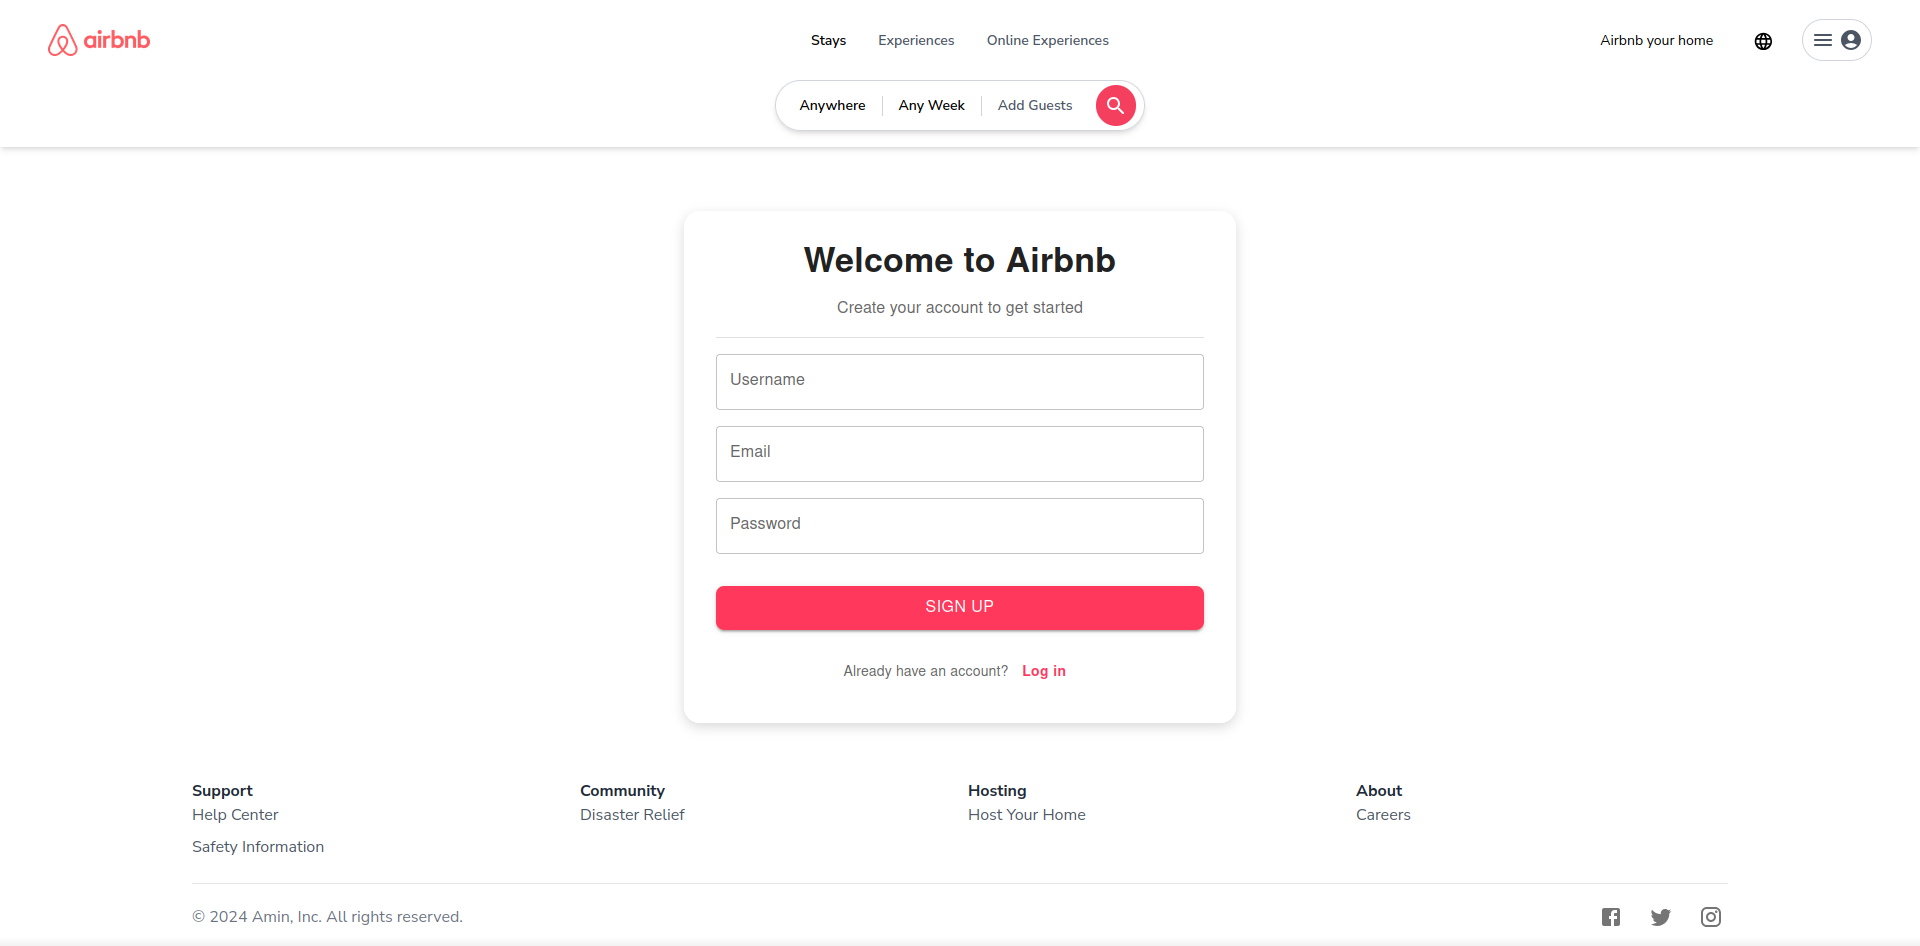 airbnb
Stays Experiences Online Experiences
Airbnb your home
Anywhere Any Week Add Guests
Welcome to Airbnb
Create your account to get started
Username
Email
Password
SIGN UP
Already have an account? Log in
Support
Help Center
Safety Information
Community
Disaster Relief
Hosting
Host Your Home
About
Careers
© 2024 Amin, Inc. All rights reserved.